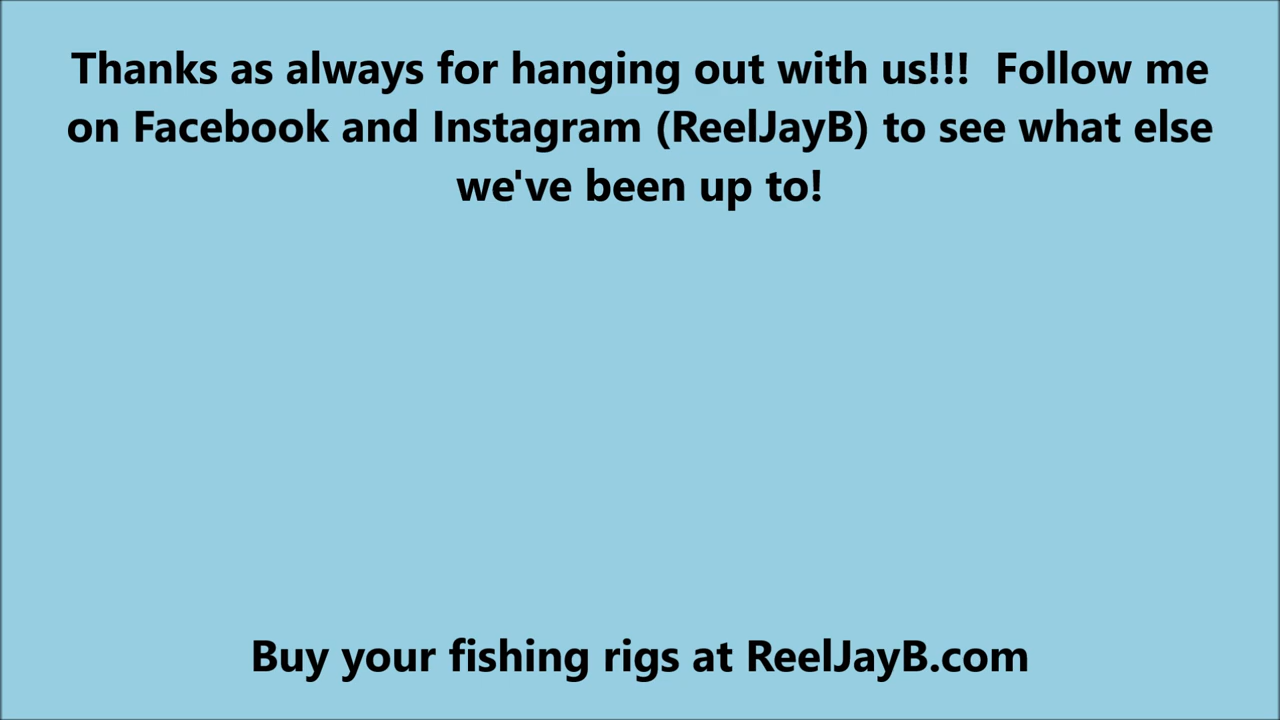 Thanks as always for hanging out with us!!!  Follow me
on Facebook and Instagram (ReelJayB) to see what else
we've been up to!
Buy your fishing rigs at ReelJayB.com